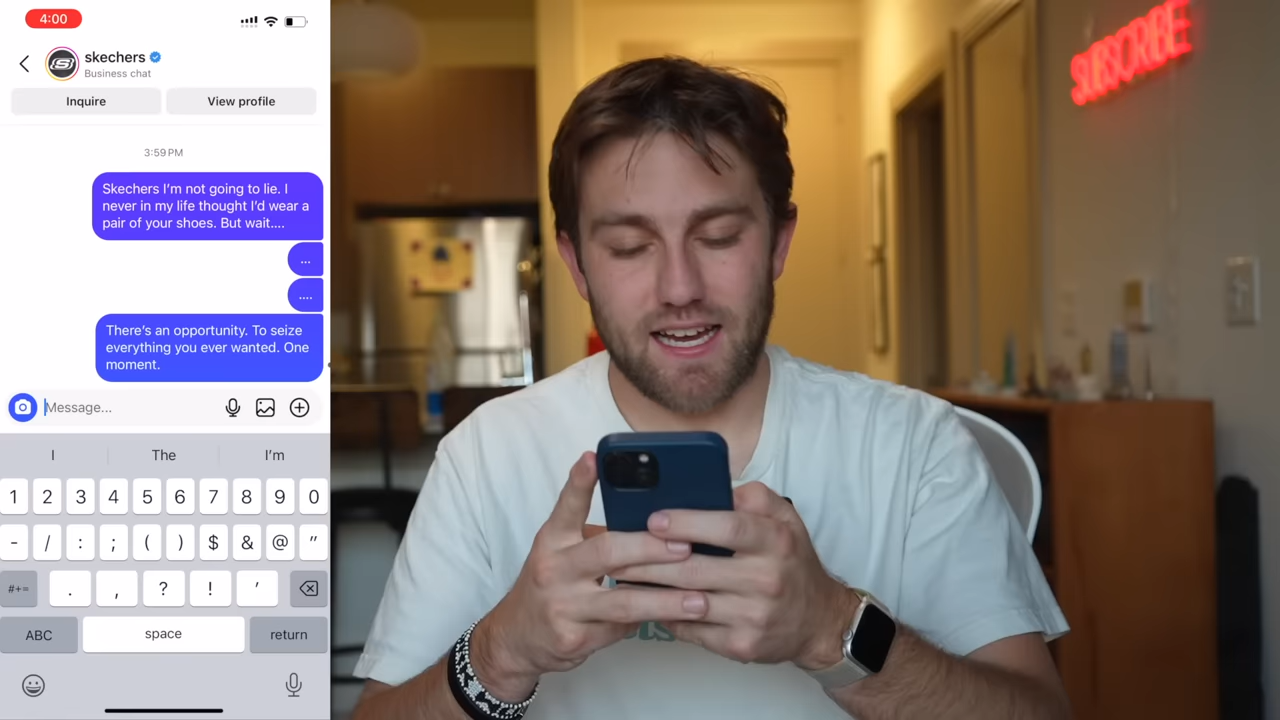 4:00
skechers
Business chat
Inquire
View profile
3:59 PM
Skechers I'm not going to lie. I
never in my life thought I'd wear a
pair of your shoes. But wait....
...
....
There's an opportunity. To seize
everything you ever wanted. One
moment.
Message...
I
The
I'm
1 2 3 4 5 6 7 8 9 0
- / : ; ( ) $ & @ "
#+= . , ? ! '
ABC
space
return
SUBSCRIBE